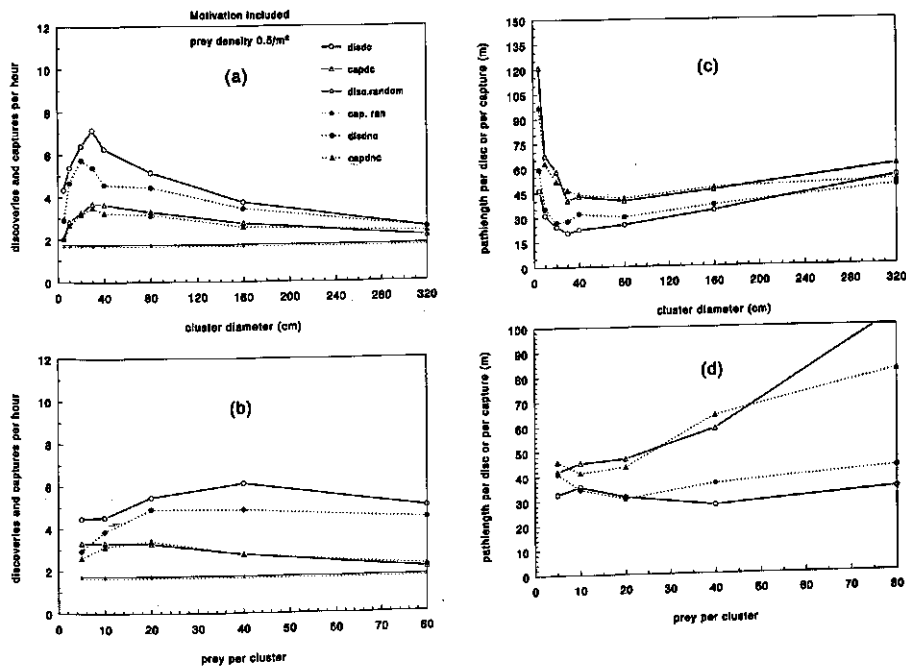 Motivation included
prey density 0.5/m²
(a)
disdc
capdc
disc.random
cap. ran
disdnc
capdnc
discoveries and captures per hour
12
10
8
6
4
2
0
0 40 80 120 160 200 240 280 320
cluster diameter (cm)
(c)
pathlength per disc or per capture (m)
150
135
120
105
90
75
60
45
30
15
0
0 40 80 120 160 200 240 280 320
cluster diameter (cm)
(b)
discoveries and captures per hour
12
10
8
6
4
2
0
0 10 20 30 40 50 60 70 80
prey per cluster
(d)
pathlength per disc or per capture (m)
100
90
80
70
60
50
40
30
20
10
0
0 10 20 30 40 50 60 70 80
prey per cluster